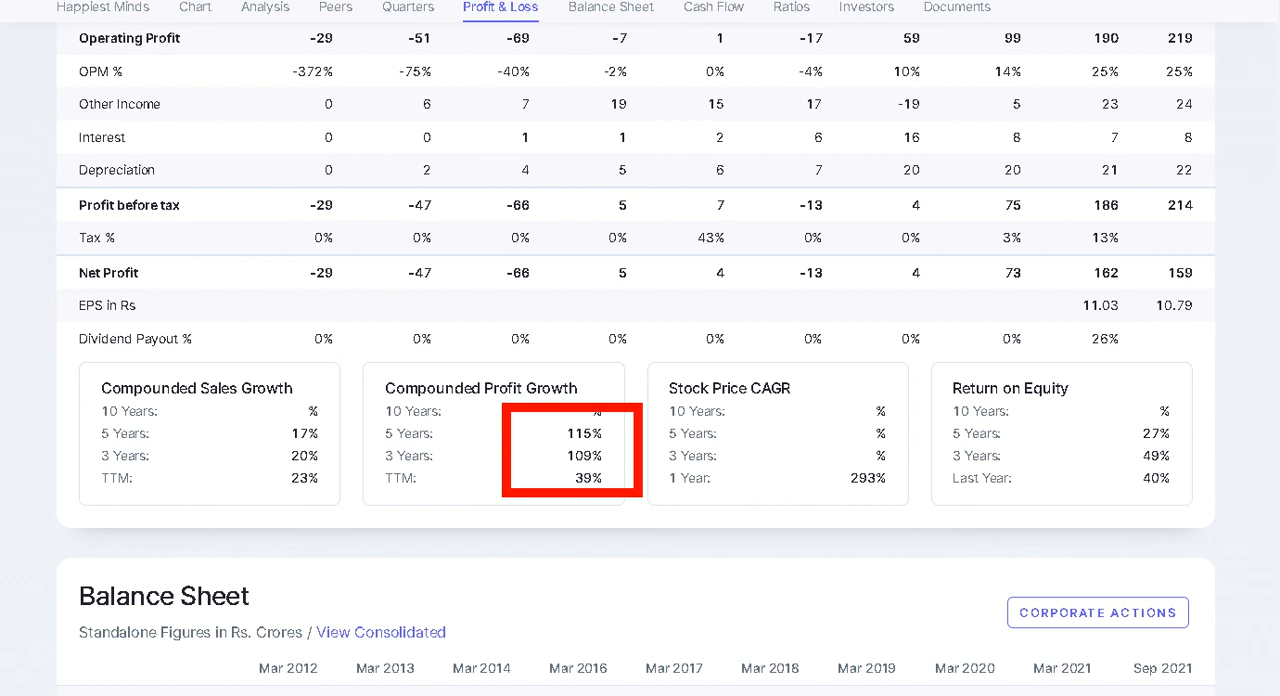 Happiest Minds Chart Analysis Peers Quarters Profit & Loss Balance Sheet Cash Flow Ratios Investors Documents
Operating Profit -29 -51 -69 -7 1 -17 59 99 190 219
OPM % -372% -75% -40% -2% 0% -4% 10% 14% 25% 25%
Other Income 0 6 7 19 15 17 -19 5 23 24
Interest 0 0 1 1 2 6 16 8 7 8
Depreciation 0 2 4 5 6 7 20 20 21 22
Profit before tax -29 -47 -66 5 7 -13 4 75 186 214
Tax % 0% 0% 0% 0% 43% 0% 0% 3% 13%
Net Profit -29 -47 -66 5 4 -13 4 73 162 159
EPS in Rs 11.03 10.79
Dividend Payout % 0% 0% 0% 0% 0% 0% 0% 0% 26%
Compounded Sales Growth
10 Years: %
5 Years: 17%
3 Years: 20%
TTM: 23%
Compounded Profit Growth
10 Years: %
5 Years: 115%
3 Years: 109%
TTM: 39%
Stock Price CAGR
10 Years: %
5 Years: %
3 Years: %
1 Year: 293%
Return on Equity
10 Years: %
5 Years: 27%
3 Years: 49%
Last Year: 40%
Balance Sheet
CORPORATE ACTIONS
Standalone Figures in Rs. Crores / View Consolidated
Mar 2012 Mar 2013 Mar 2014 Mar 2016 Mar 2017 Mar 2018 Mar 2019 Mar 2020 Mar 2021 Sep 2021